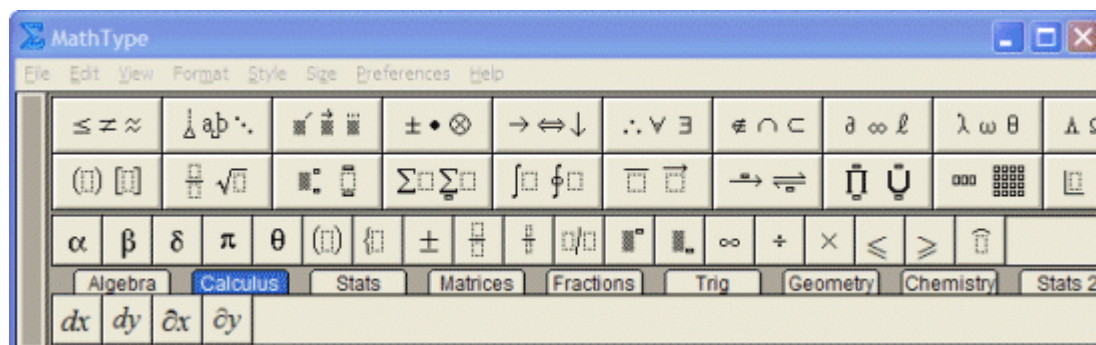 MathType
File Edit View Format Style Size Preferences Help
≤ ≠ ≈ a͎b ⋱ ± • ⊗ → ⇔ ↓ ∴ ∀ ∃ ∉ ∩ ⊂ ∂ ∞ ℓ λ ω θ Λ Ω
( ) [ ] √ Σ Σ ∫ ∮ → ⇌ Π U
α β δ π θ ( ) { ± / ∞ ÷ × ⩽ ⩾
Algebra Calculus Stats Matrices Fractions Trig Geometry Chemistry Stats 2
dx dy ∂x ∂y